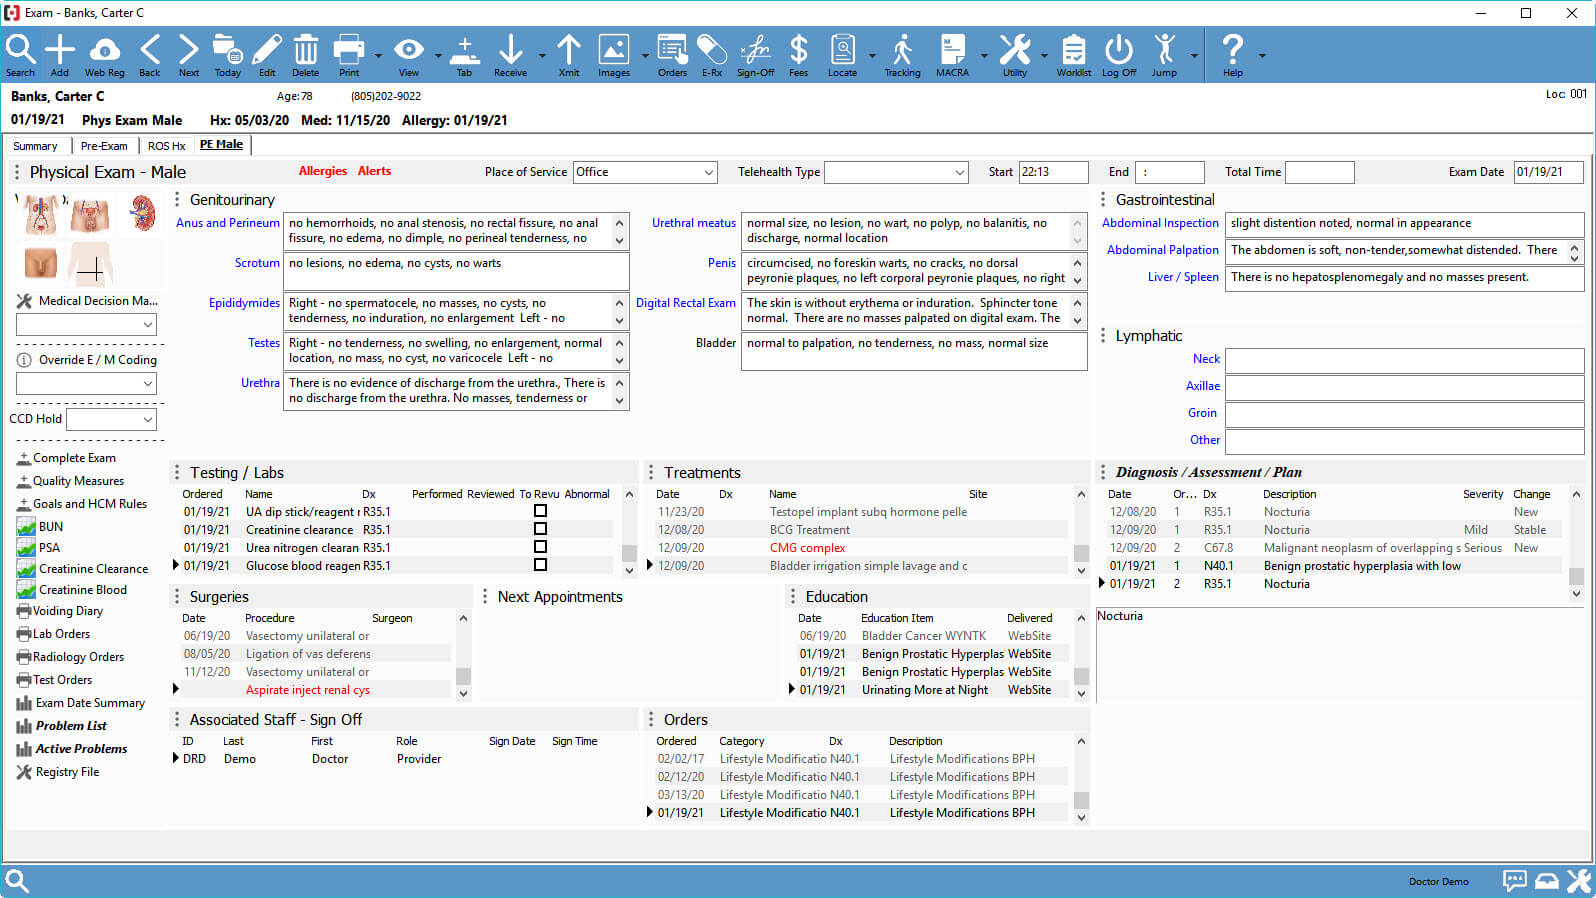 Exam - Banks, Carter C
Search Add Web Reg Back Next Today Edit Delete Print View Tab Receive Xmit Images Orders E-Rx Sign-Off Fees Locate Tracking MACRA Utility Worklist Log Off Jump Help
Banks, Carter C Age: 78 (805)202-9022 Loc: 001
01/19/21 Phys Exam Male Hx: 05/03/20 Med: 11/15/20 Allergy: 01/19/21
Summary Pre-Exam ROS Hx PE Male
Physical Exam - Male Allergies Alerts Place of Service Office Telehealth Type Start 22:13 End : Total Time Exam Date 01/19/21
Medical Decision Ma...
Override E / M Coding
CCD Hold
Complete Exam
Quality Measures
Goals and HCM Rules
BUN
PSA
Creatinine Clearance
Creatinine Blood
Voiding Diary
Lab Orders
Radiology Orders
Test Orders
Exam Date Summary
Problem List
Active Problems
Registry File
Genitourinary
Anus and Perineum no hemorrhoids, no anal stenosis, no rectal fissure, no anal
fissure, no edema, no dimple, no perineal tenderness, no
Scrotum no lesions, no edema, no cysts, no warts
Epididymides Right - no spermatocele, no masses, no cysts, no
tenderness, no induration, no enlargement Left - no
Testes Right - no tenderness, no swelling, no enlargement, normal
location, no mass, no cyst, no varicocele Left - no
Urethra There is no evidence of discharge from the urethra., There is
no discharge from the urethra. No masses, tenderness or
Urethral meatus normal size, no lesion, no wart, no polyp, no balanitis, no
discharge, normal location
Penis circumcised, no foreskin warts, no cracks, no dorsal
peyronie plaques, no left corporal peyronie plaques, no right
Digital Rectal Exam The skin is without erythema or induration. Sphincter tone
normal. There are no masses palpated on digital exam. The
Bladder normal to palpation, no tenderness, no mass, normal size
Gastrointestinal
Abdominal Inspection slight distention noted, normal in appearance
Abdominal Palpation The abdomen is soft, non-tender,somewhat distended. There
Liver / Spleen There is no hepatosplenomegaly and no masses present.
Lymphatic
Neck
Axillae
Groin
Other
Testing / Labs
Ordered Name Dx Performed Reviewed To Revu Abnormal
01/19/21 UA dip stick/reagent r R35.1
01/19/21 Creatinine clearance R35.1
01/19/21 Urea nitrogen clearan R35.1
01/19/21 Glucose blood reagen R35.1
Treatments
Date Dx Name Site
11/23/20 Testopel implant subq hormone pelle
12/08/20 BCG Treatment
12/09/20 CMG complex
12/09/20 Bladder irrigation simple lavage and c
Diagnosis / Assessment / Plan
Date Or... Dx Description Severity Change
12/08/20 1 R35.1 Nocturia New
12/09/20 1 R35.1 Nocturia Mild Stable
12/09/20 2 C67.8 Malignant neoplasm of overlapping s Serious New
01/19/21 1 N40.1 Benign prostatic hyperplasia with low
01/19/21 2 R35.1 Nocturia
Nocturia
Surgeries
Date Procedure Surgeon
06/19/20 Vasectomy unilateral or
08/05/20 Ligation of vas deferens
11/12/20 Vasectomy unilateral or
Aspirate inject renal cys
Next Appointments
Education
Date Education Item Delivered
06/19/20 Bladder Cancer WYNTK WebSite
01/19/21 Benign Prostatic Hyperplas WebSite
01/19/21 Benign Prostatic Hyperplas WebSite
01/19/21 Urinating More at Night WebSite
Associated Staff - Sign Off
ID Last First Role Sign Date Sign Time
DRD Demo Doctor Provider
Orders
Ordered Category Dx Description
02/02/17 Lifestyle Modificatio N40.1 Lifestyle Modifications BPH
02/12/20 Lifestyle Modificatio N40.1 Lifestyle Modifications BPH
03/13/20 Lifestyle Modificatio N40.1 Lifestyle Modifications BPH
01/19/21 Lifestyle Modificatio N40.1 Lifestyle Modifications BPH
Doctor Demo